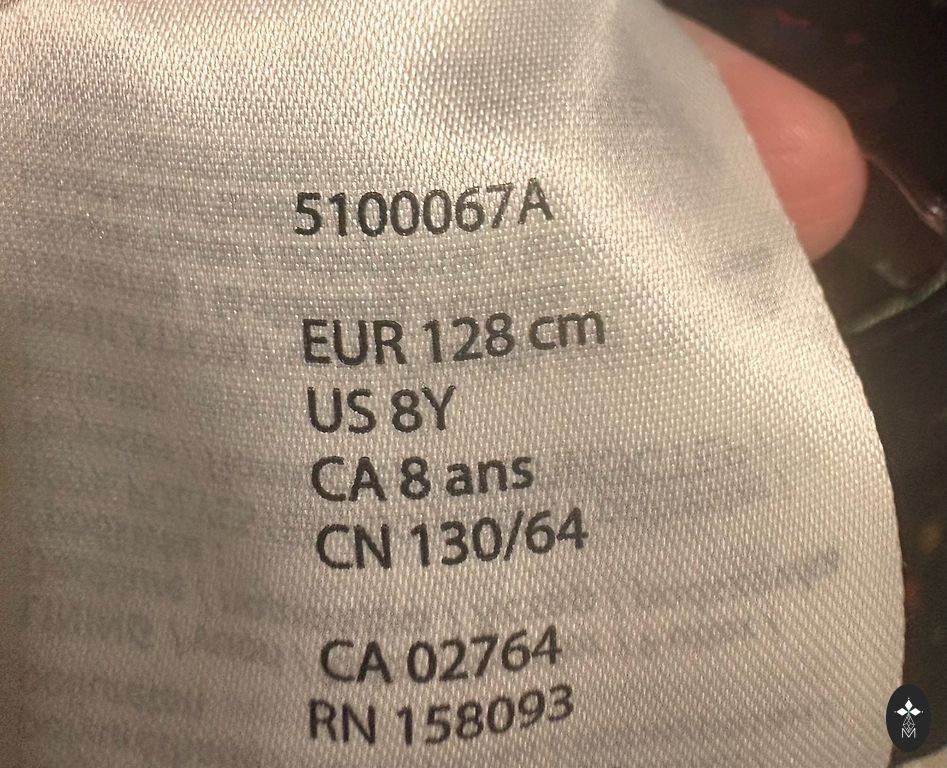 5100067A
EUR 128 cm
US 8Y
CA 8 ans
CN 130/64
CA 02764
RN 158093